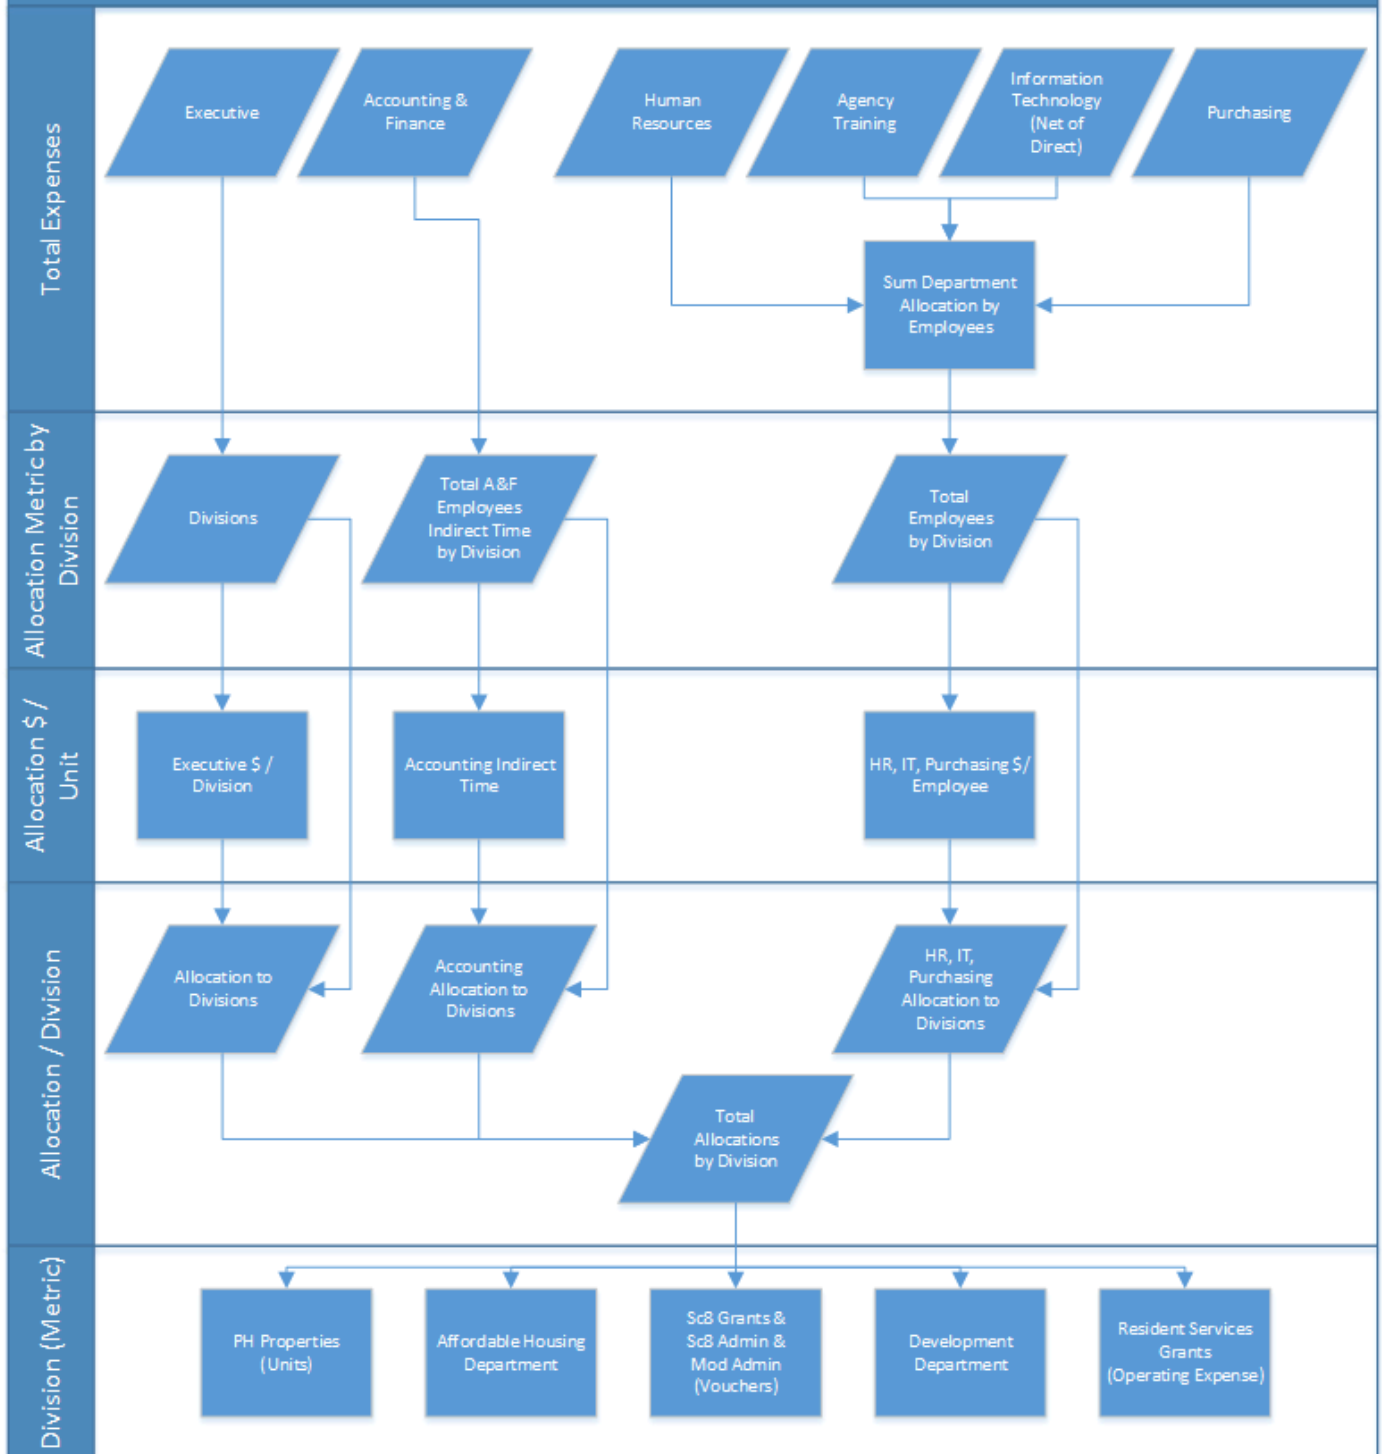 Total Expenses
Executive
Accounting &
Finance
Human
Resources
Agency
Training
Information
Technology
(Net of
Direct)
Purchasing
Sum Department
Allocation by
Employees
Allocation Metric by
Division
Divisions
Total A&F
Employees
Indirect Time
by Division
Total
Employees
by Division
Allocation $ /
Unit
Executive $ /
Division
Accounting Indirect
Time
HR, IT, Purchasing $/
Employee
Allocation / Division
Allocation to
Divisions
Accounting
Allocation to
Divisions
HR, IT,
Purchasing
Allocation to
Divisions
Total
Allocations
by Division
Division (Metric)
PH Properties
(Units)
Affordable Housing
Department
Sc8 Grants &
Sc8 Admin &
Mod Admin
(Vouchers)
Development
Department
Resident Services
Grants
(Operating Expense)